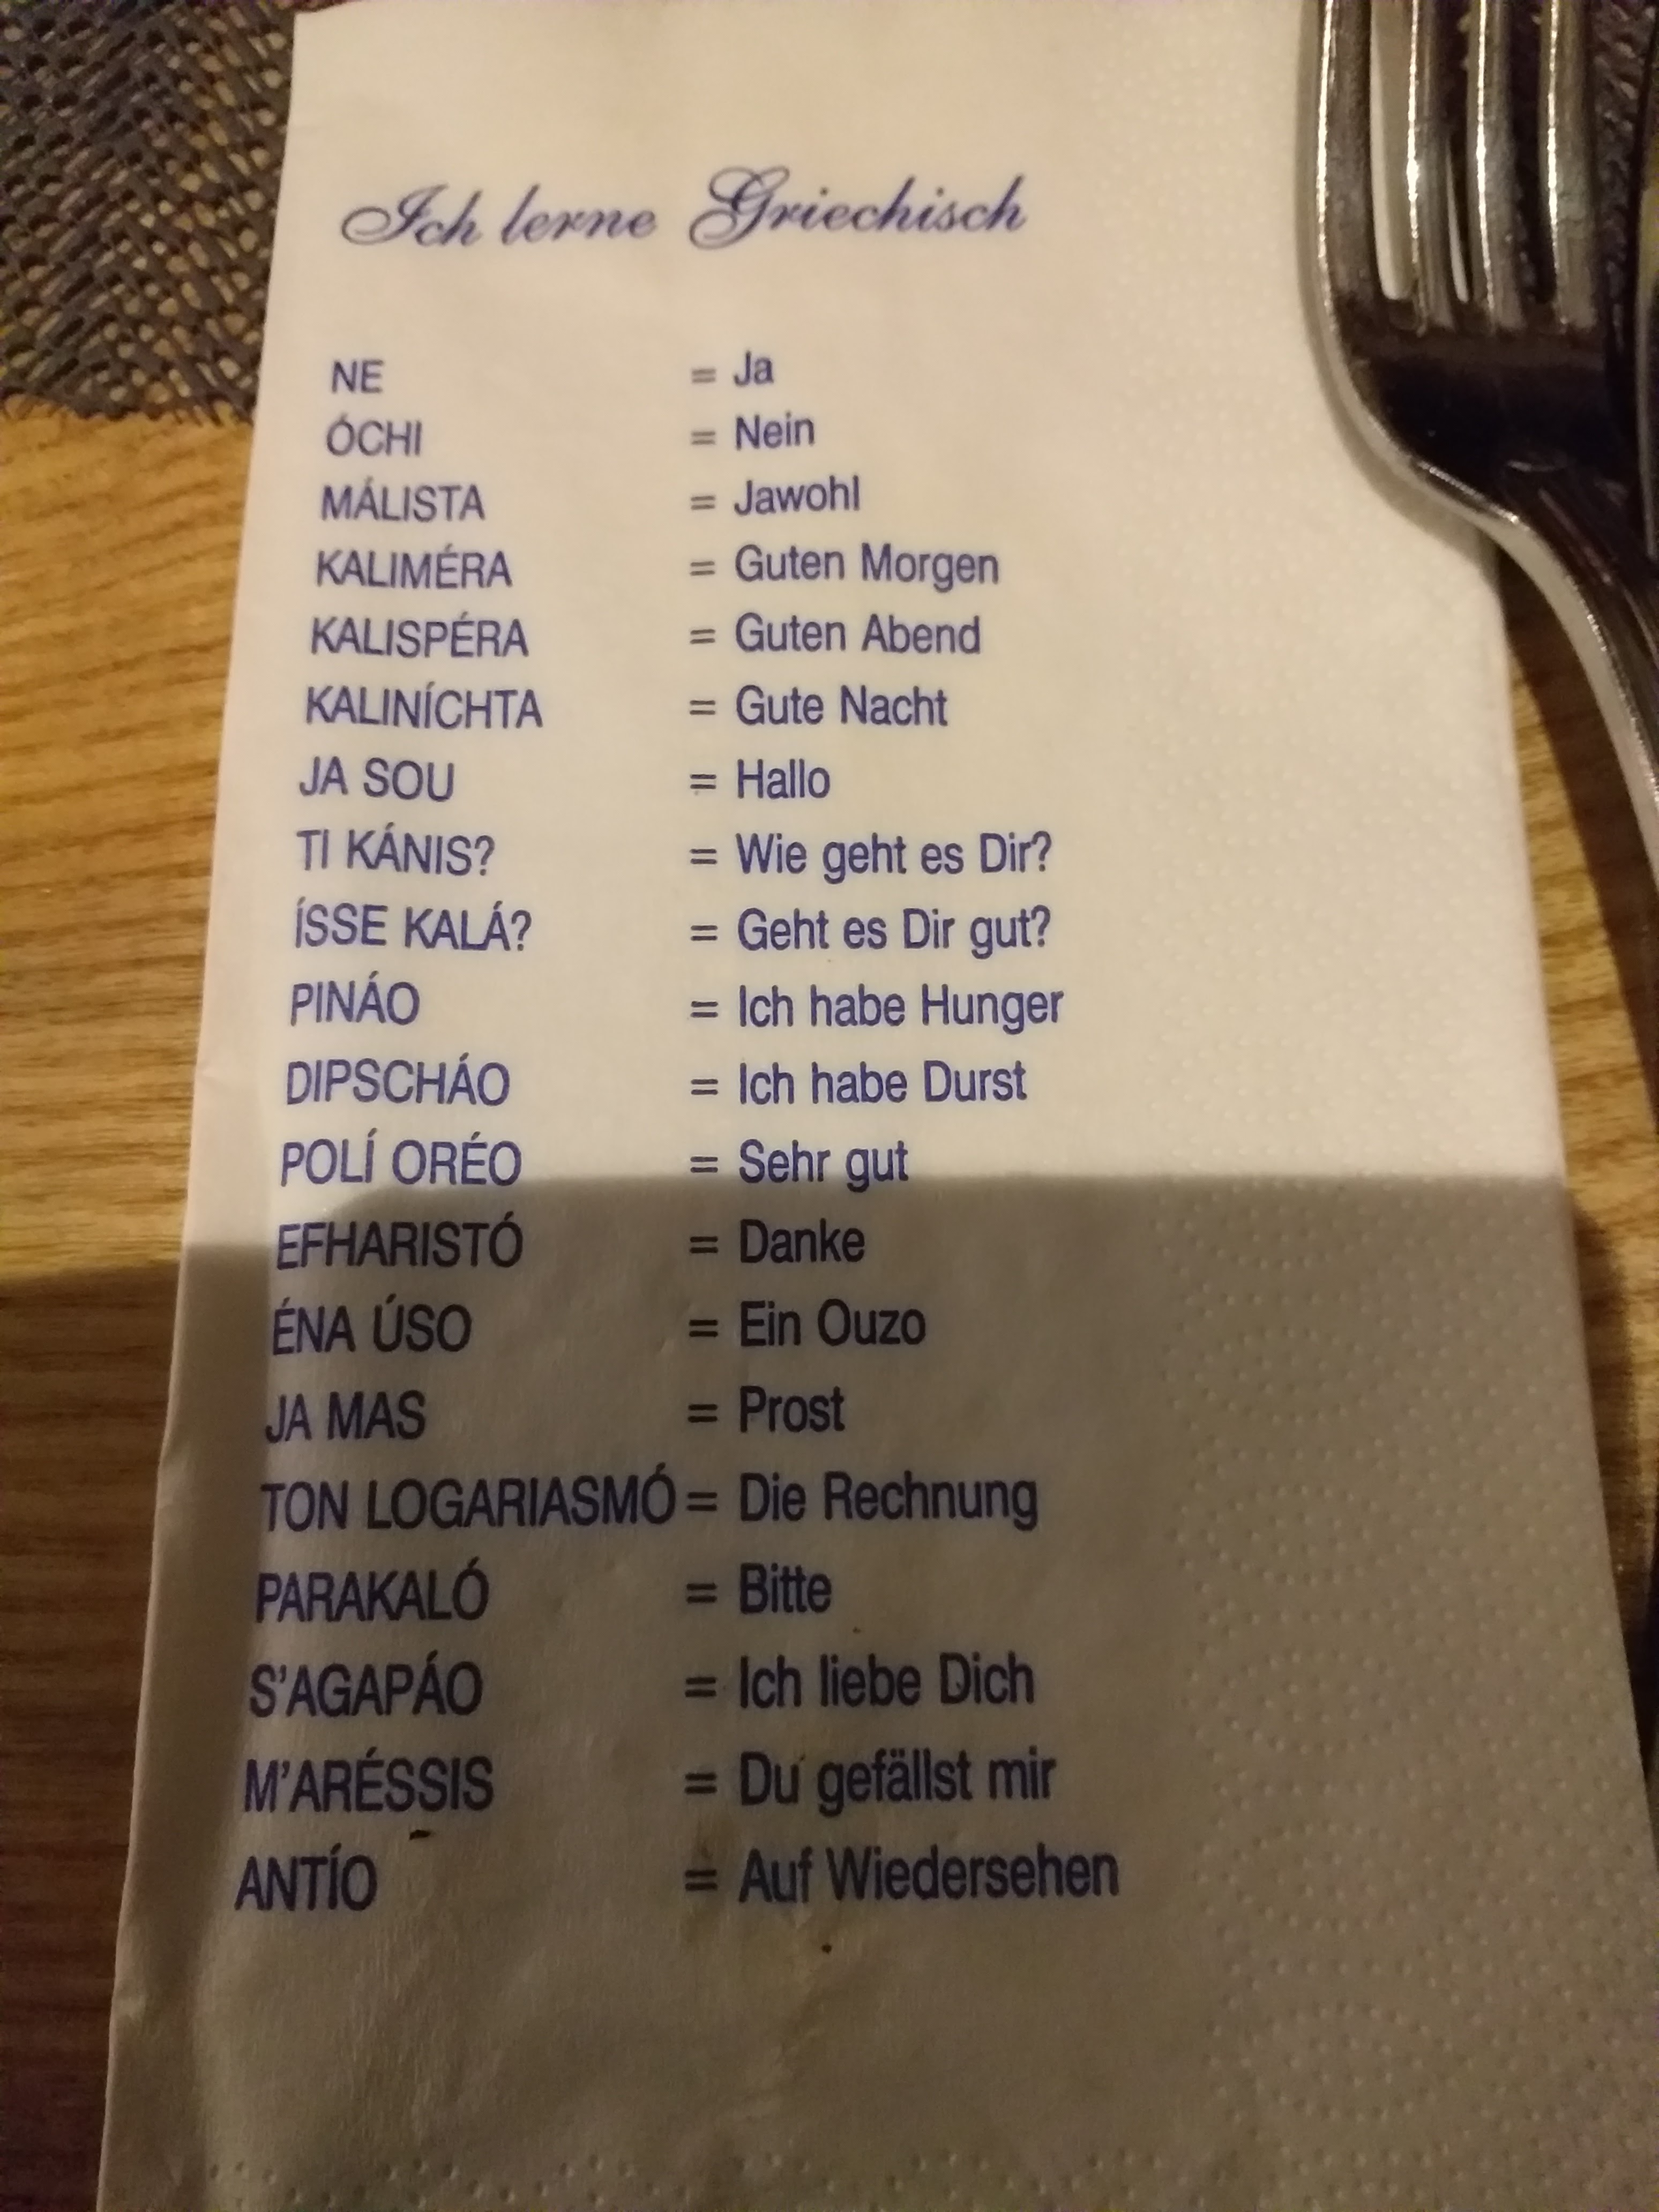 Ich lerne Griechisch
NE = Ja
ÓCHI = Nein
MÁLISTA = Jawohl
KALIMÉRA = Guten Morgen
KALISPÉRA = Guten Abend
KALINÍCHTA = Gute Nacht
JA SOU = Hallo
TI KÁNIS? = Wie geht es Dir?
ÍSSE KALÁ? = Geht es Dir gut?
PINÁO = Ich habe Hunger
DIPSCHÁO = Ich habe Durst
POLÍ ORÉO = Sehr gut
EFHARISTÓ = Danke
ÉNA ÚSO = Ein Ouzo
JA MAS = Prost
TON LOGARIASMÓ = Die Rechnung
PARAKALÓ = Bitte
S'AGAPÁO = Ich liebe Dich
M'ARÉSSIS = Du gefällst mir
ANTÍO = Auf Wiedersehen